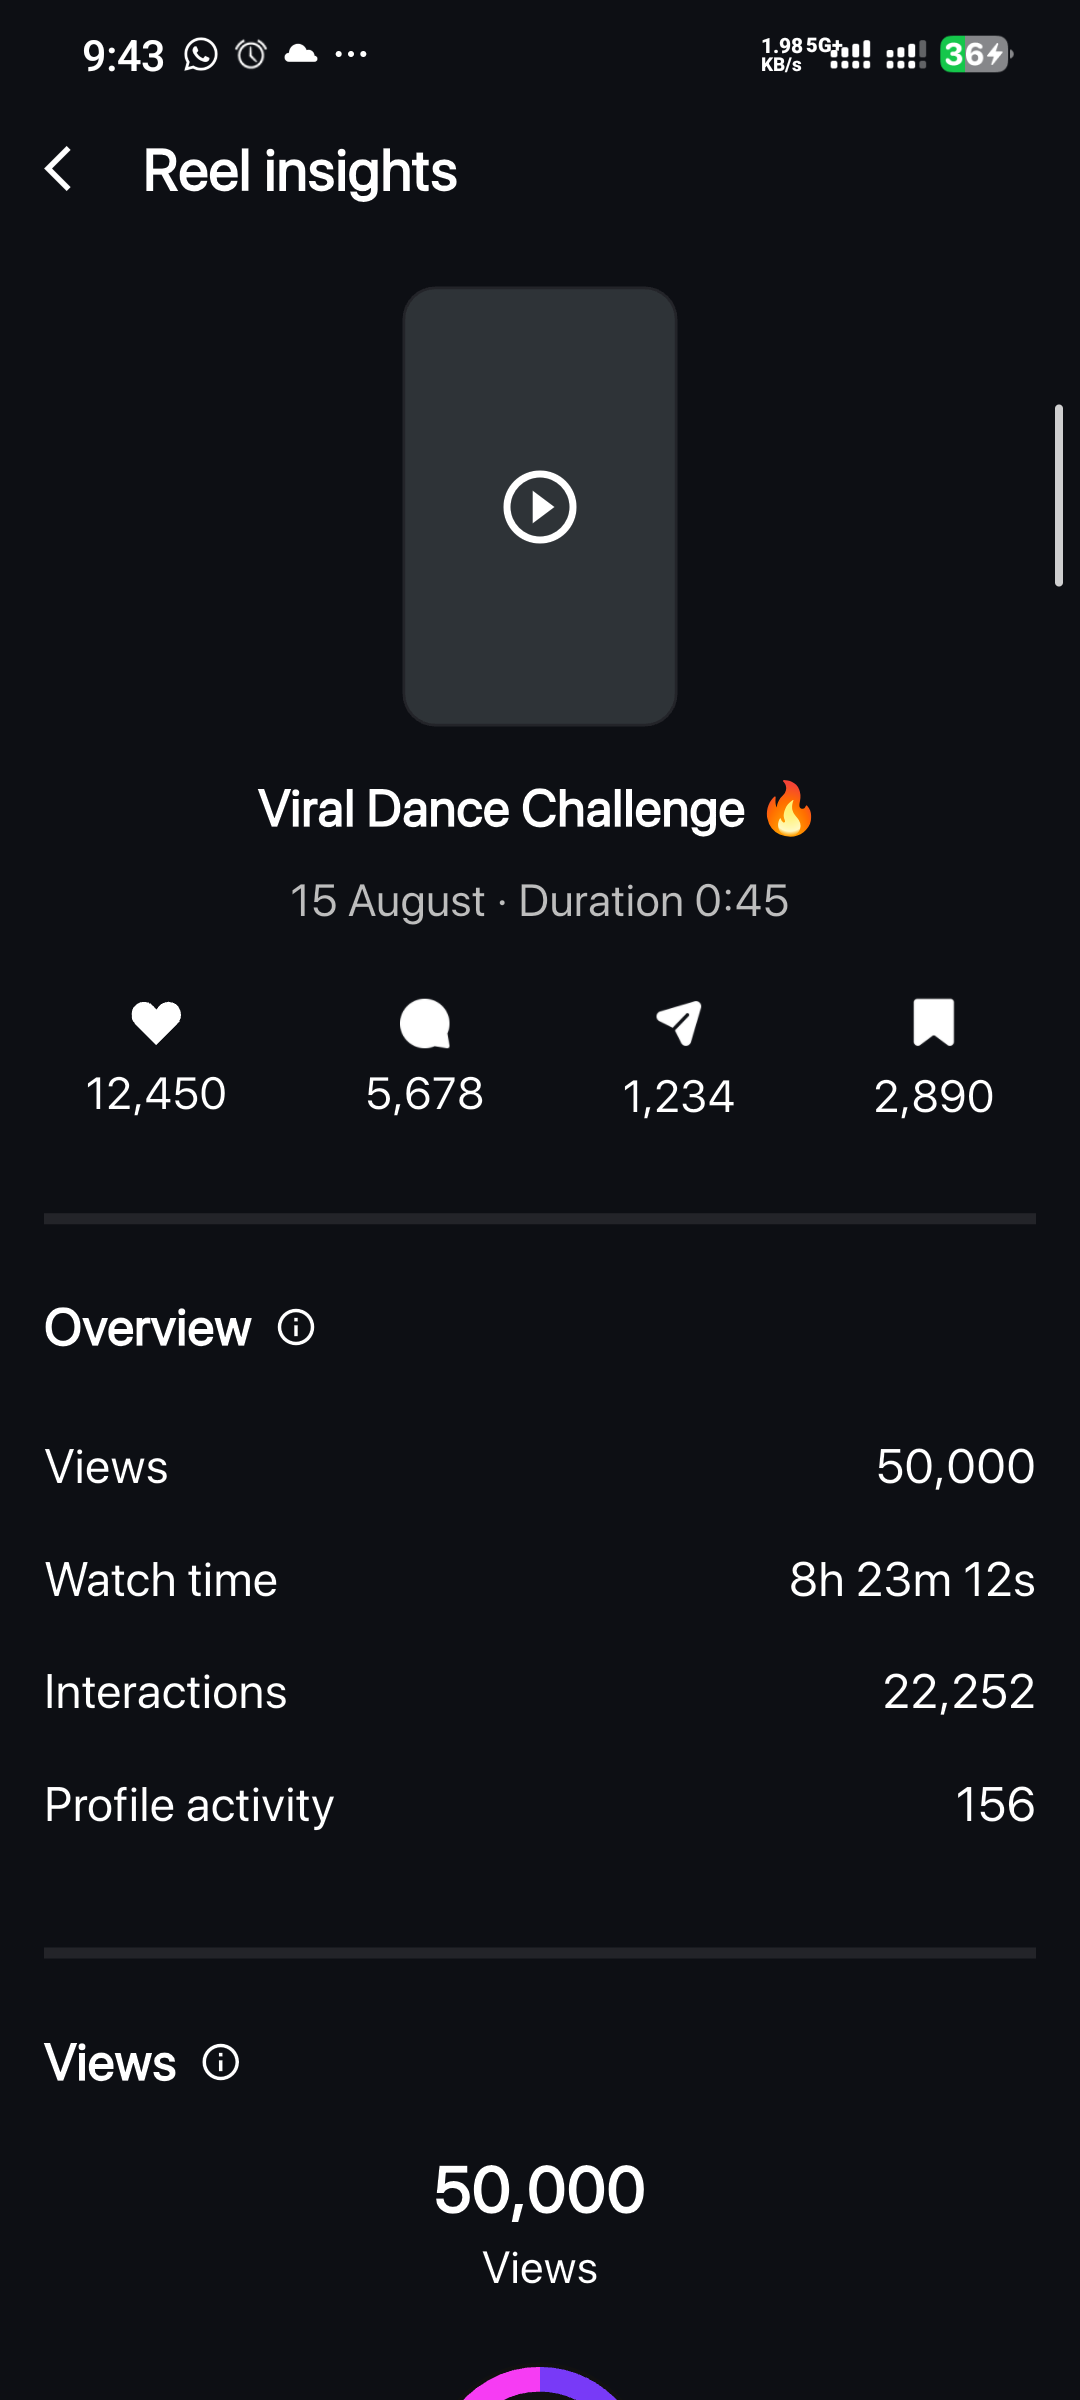 9:43
1.98 5G+
KB/s
36
Reel insights
Viral Dance Challenge 🔥
15 August · Duration 0:45
12,450 5,678 1,234 2,890
Overview
Views 50,000
Watch time 8h 23m 12s
Interactions 22,252
Profile activity 156
Views
50,000
Views